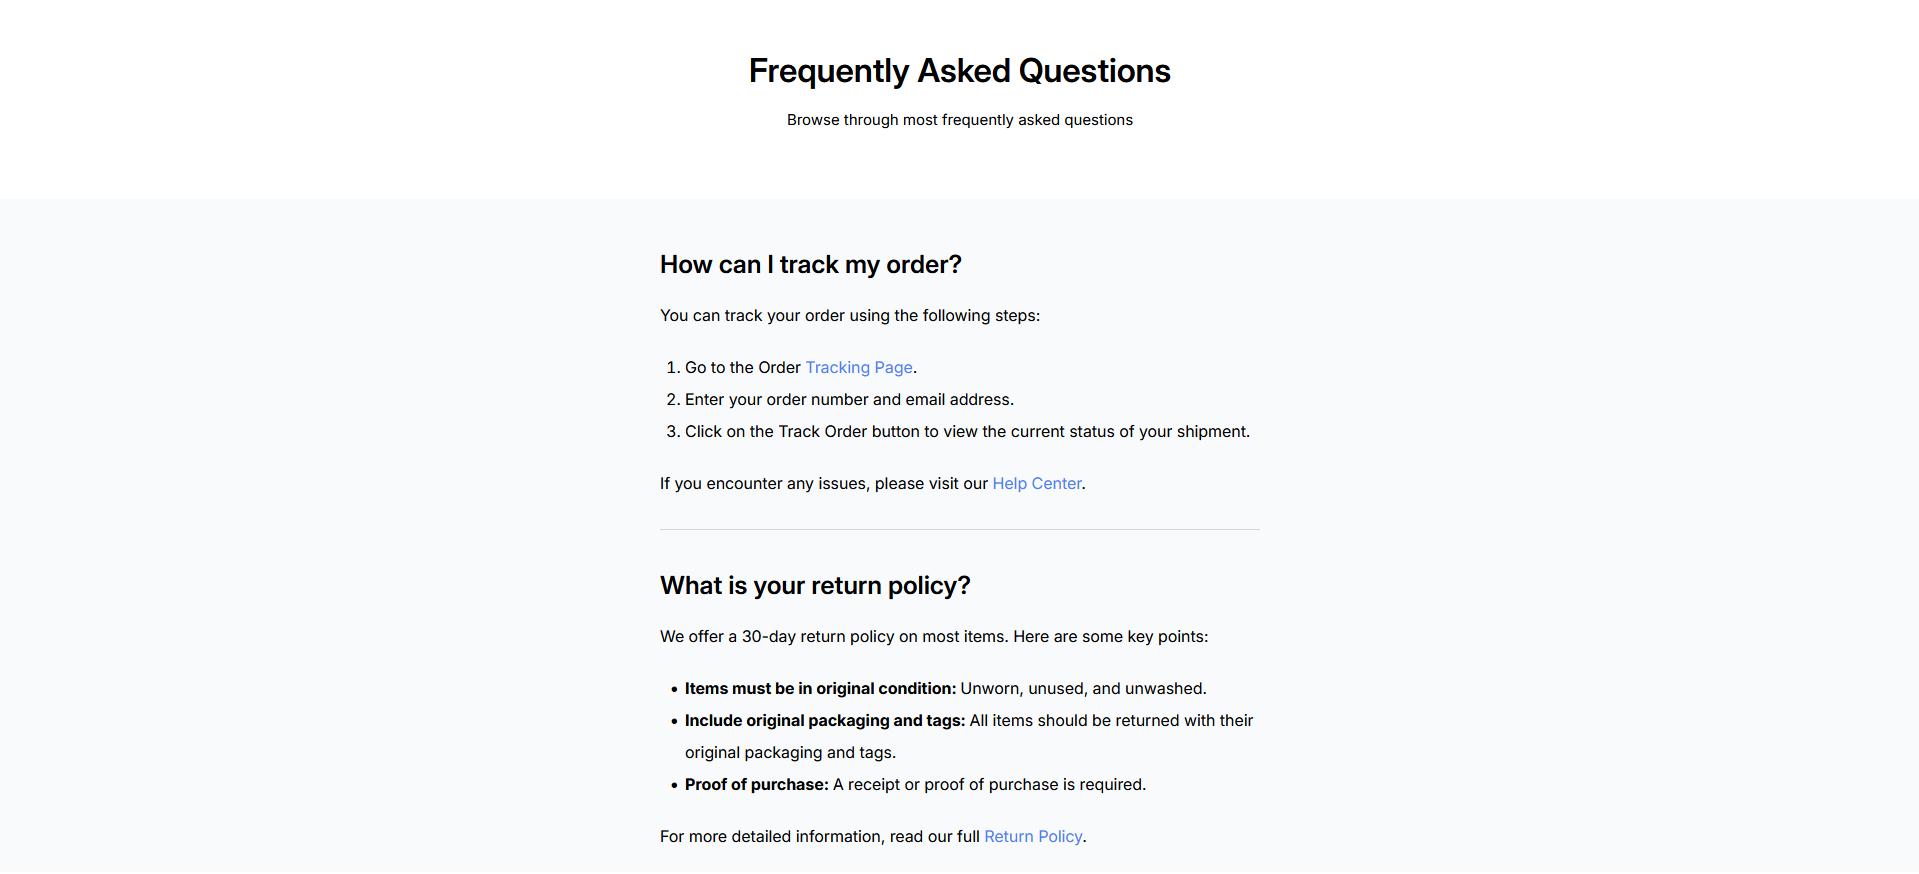 Frequently Asked Questions
Browse through most frequently asked questions
How can I track my order?
You can track your order using the following steps:
1. Go to the Order Tracking Page.
2. Enter your order number and email address.
3. Click on the Track Order button to view the current status of your shipment.
If you encounter any issues, please visit our Help Center.
What is your return policy?
We offer a 30-day return policy on most items. Here are some key points:
• Items must be in original condition: Unworn, unused, and unwashed.
• Include original packaging and tags: All items should be returned with their
original packaging and tags.
• Proof of purchase: A receipt or proof of purchase is required.
For more detailed information, read our full Return Policy.